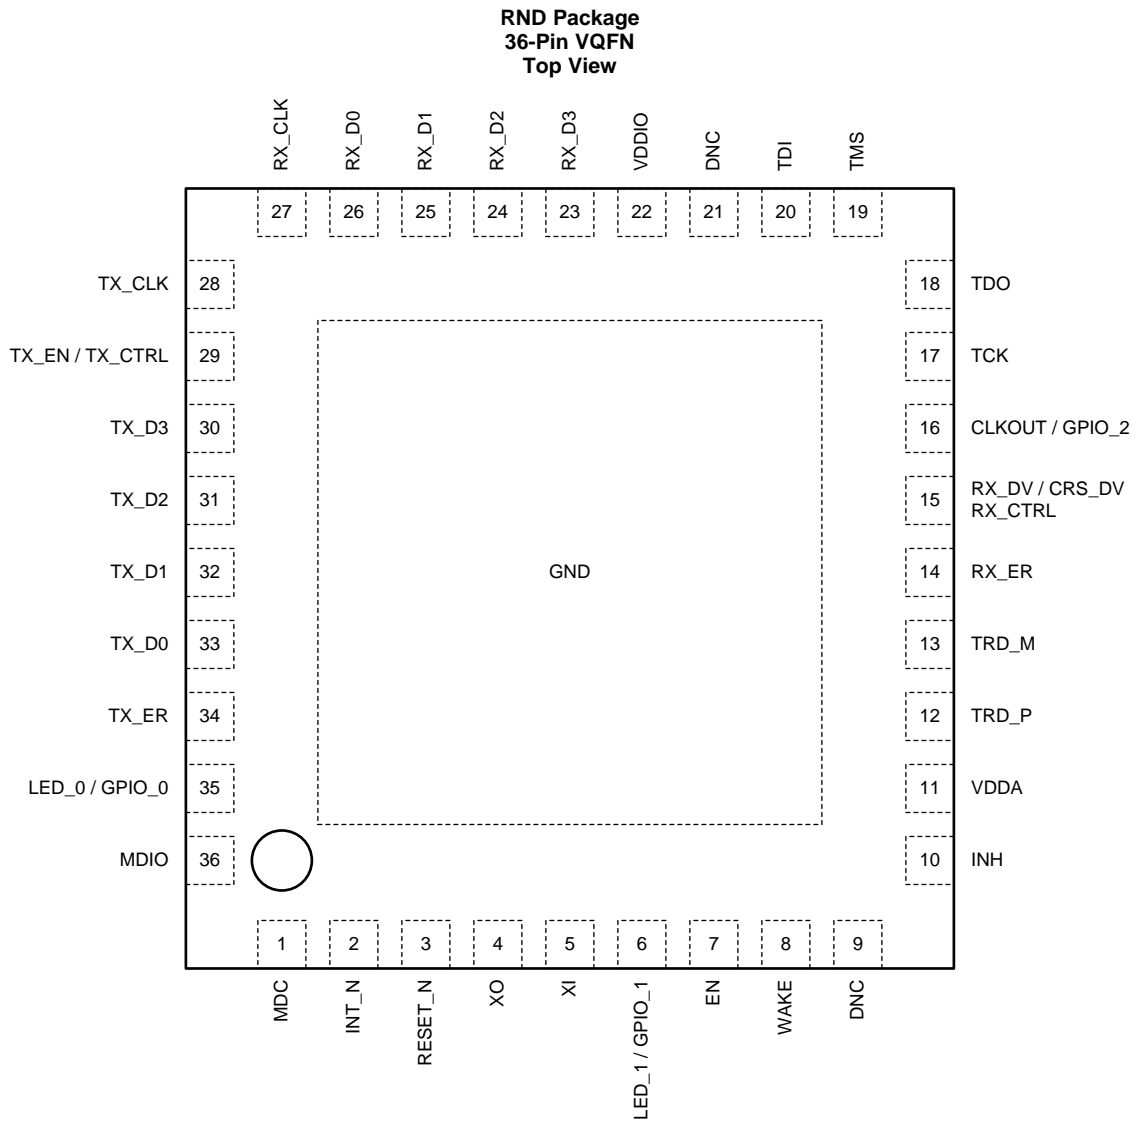 RND Package
36-Pin VQFN
Top View
RX_CLK
RX_D0
RX_D1
RX_D2
RX_D3
VDDIO
DNC
TDI
TMS
27
26
25
24
23
22
21
20
19
TX_CLK
28
18
TDO
TX_EN / TX_CTRL
29
17
TCK
TX_D3
30
16
CLKOUT / GPIO_2
TX_D2
31
15
RX_DV / CRS_DV
RX_CTRL
TX_D1
32
GND
14
RX_ER
TX_D0
33
13
TRD_M
TX_ER
34
12
TRD_P
LED_0 / GPIO_0
35
11
VDDA
MDIO
36
10
INH
1
2
3
4
5
6
7
8
9
MDC
INT_N
RESET_N
XO
XI
LED_1 / GPIO_1
EN
WAKE
DNC